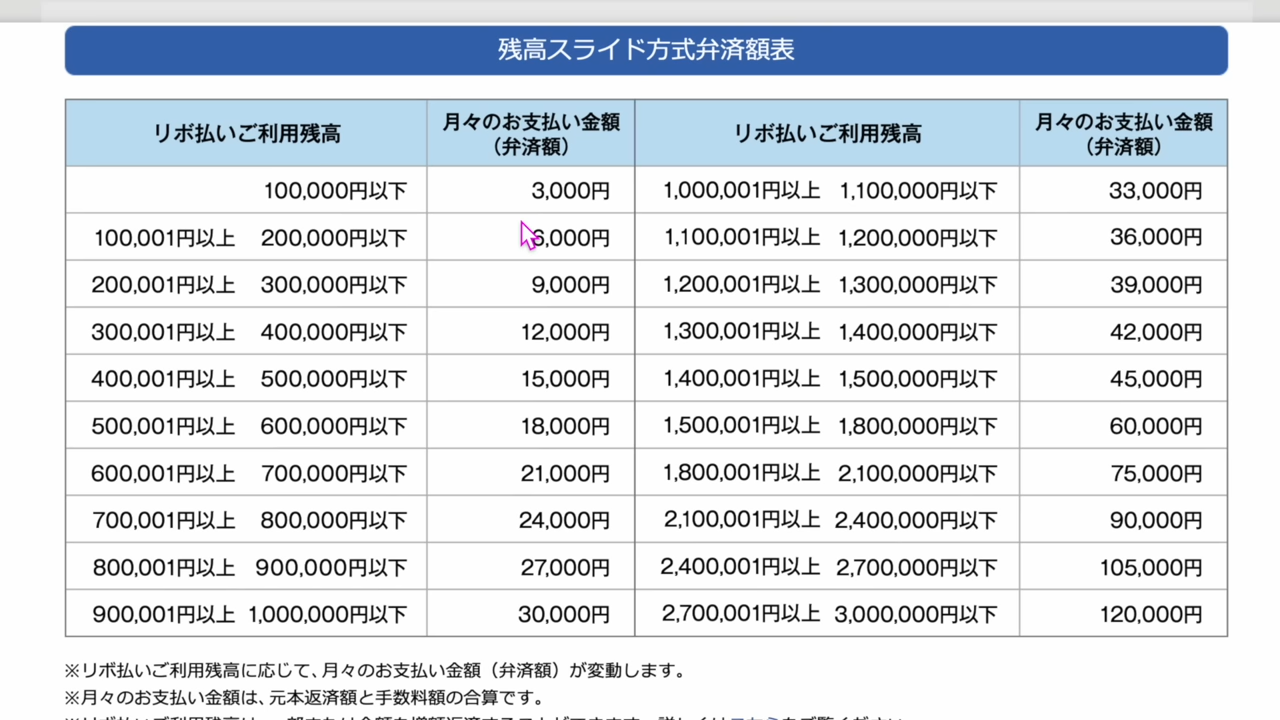 残高スライド方式弁済額表
リボ払いご利用残高 月々のお支払い金額（弁済額） リボ払いご利用残高 月々のお支払い金額（弁済額）
100,000円以下 3,000円 1,000,001円以上 1,100,000円以下 33,000円
100,001円以上 200,000円以下 6,000円 1,100,001円以上 1,200,000円以下 36,000円
200,001円以上 300,000円以下 9,000円 1,200,001円以上 1,300,000円以下 39,000円
300,001円以上 400,000円以下 12,000円 1,300,001円以上 1,400,000円以下 42,000円
400,001円以上 500,000円以下 15,000円 1,400,001円以上 1,500,000円以下 45,000円
500,001円以上 600,000円以下 18,000円 1,500,001円以上 1,800,000円以下 60,000円
600,001円以上 700,000円以下 21,000円 1,800,001円以上 2,100,000円以下 75,000円
700,001円以上 800,000円以下 24,000円 2,100,001円以上 2,400,000円以下 90,000円
800,001円以上 900,000円以下 27,000円 2,400,001円以上 2,700,000円以下 105,000円
900,001円以上 1,000,000円以下 30,000円 2,700,001円以上 3,000,000円以下 120,000円
※リボ払いご利用残高に応じて、月々のお支払い金額（弁済額）が変動します。
※月々のお支払い金額は、元本返済額と手数料額の合算です。